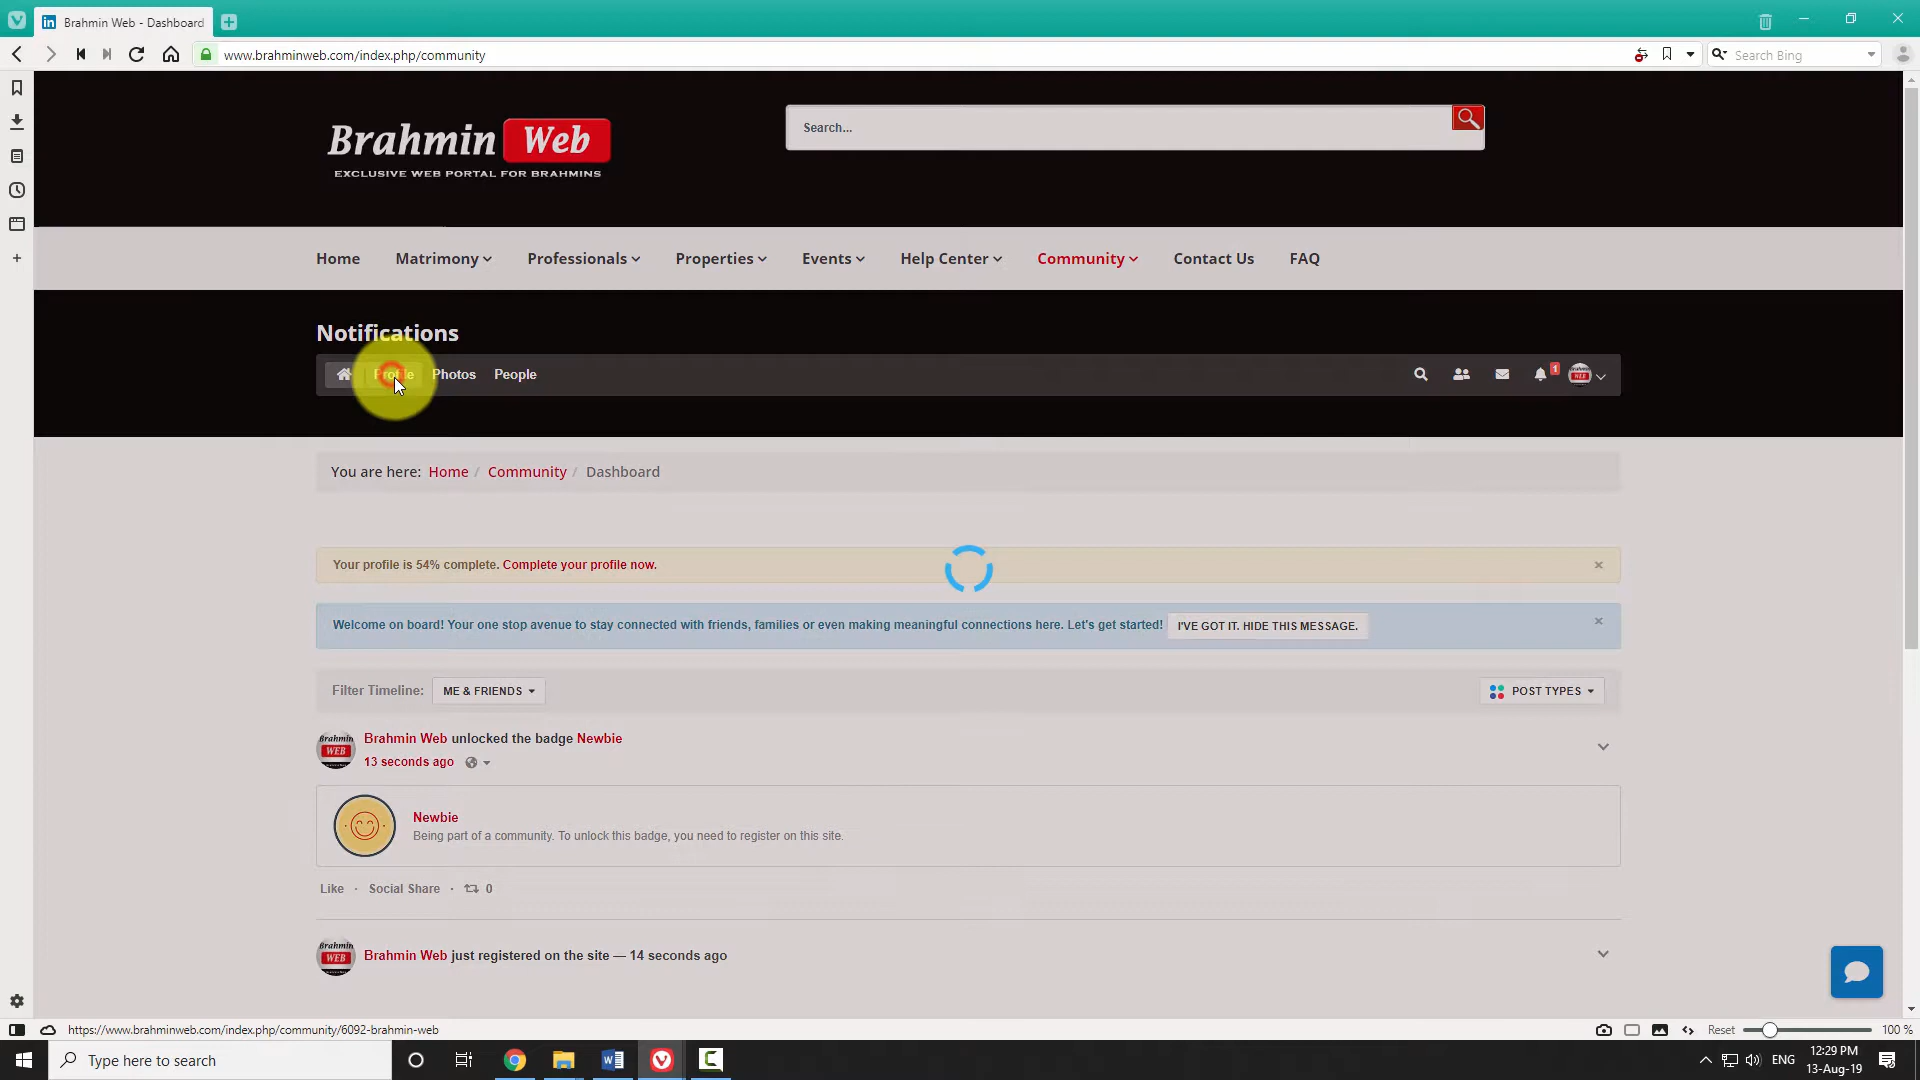 Brahmin Web - Dashboard
www.brahminweb.com/index.php/community
Search Bing
Brahmin Web
EXCLUSIVE WEB PORTAL FOR BRAHMINS
Search...
Home Matrimony Professionals Properties Events Help Center Community Contact Us FAQ
Notifications
Profile Photos People 1
You are here: Home / Community / Dashboard
Your profile is 54% complete. Complete your profile now.
Welcome on board! Your one stop avenue to stay connected with friends, families or even making meaningful connections here. Let's get started! I'VE GOT IT. HIDE THIS MESSAGE.
Filter Timeline: ME & FRIENDS POST TYPES
Brahmin Web unlocked the badge Newbie
13 seconds ago
Brahmin WEB
Newbie
Being part of a community. To unlock this badge, you need to register on this site.
Like · Social Share · 0
Brahmin Web just registered on the site — 14 seconds ago
Brahmin WEB
https://www.brahminweb.com/index.php/community/6092-brahmin-web Reset 100 %
Type here to search ENG 12:29 PM
13-Aug-19